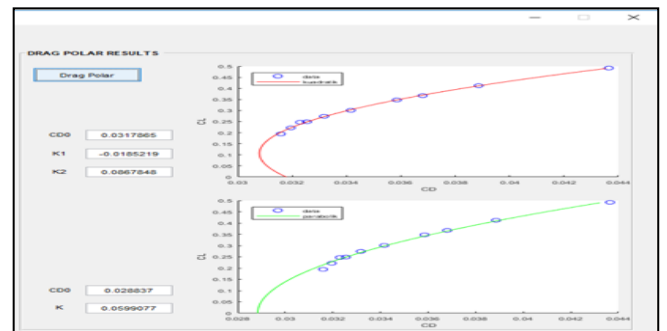 DRAG POLAR RESULTS
Drag Polar
CD0 0.0317865
K1 -0.0185219
K2 0.0867848
data
kuadratik
0.5
0.45
0.4
0.35
0.3
0.25
0.2
0.15
0.1
0.05
0
CL
0.03 0.032 0.034 0.036 0.038 0.04 0.042 0.044
CD
CD0 0.028837
K 0.0599077
data
parabolik
0.5
0.45
0.4
0.35
0.3
0.25
0.2
0.15
0.1
0.05
0
CL
0.028 0.03 0.032 0.034 0.036 0.038 0.04 0.042 0.044
CD